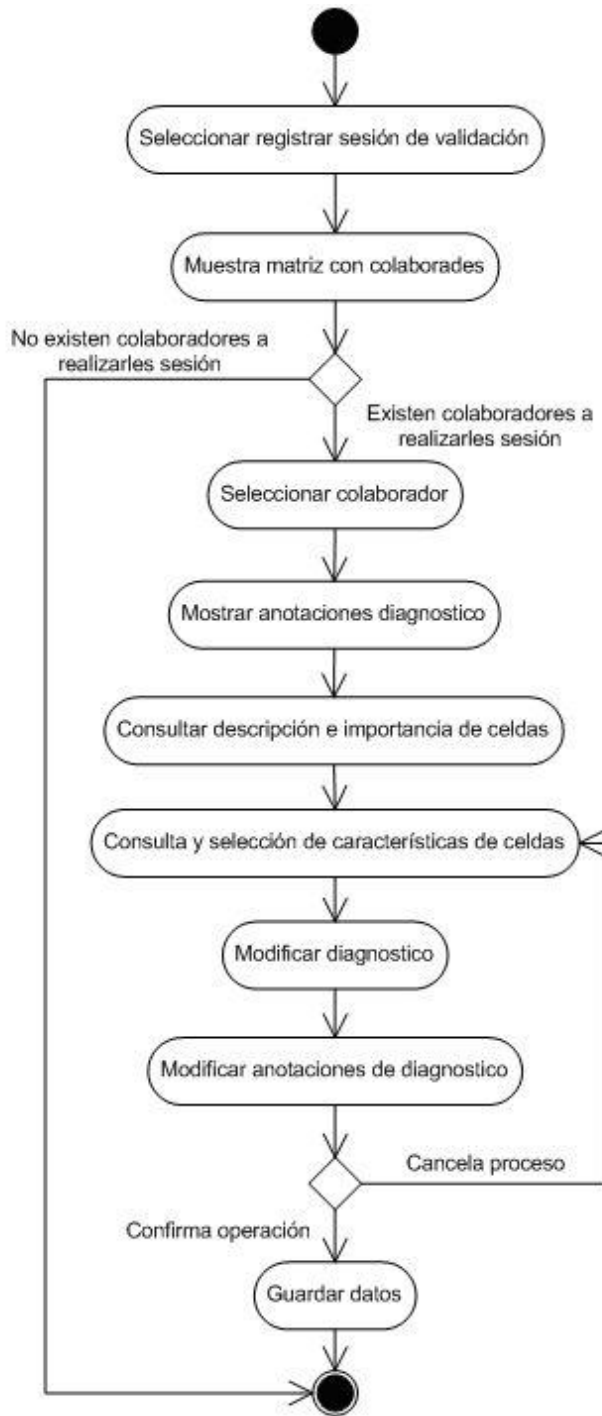 Seleccionar registrar sesión de validación
Muestra matriz con colaborades
No existen colaboradores a
realizarles sesión
Existen colaboradores a
realizarles sesión
Seleccionar colaborador
Mostrar anotaciones diagnostico
Consultar descripción e importancia de celdas
Consulta y selección de características de celdas
Modificar diagnostico
Modificar anotaciones de diagnostico
Cancela proceso
Confirma operación
Guardar datos